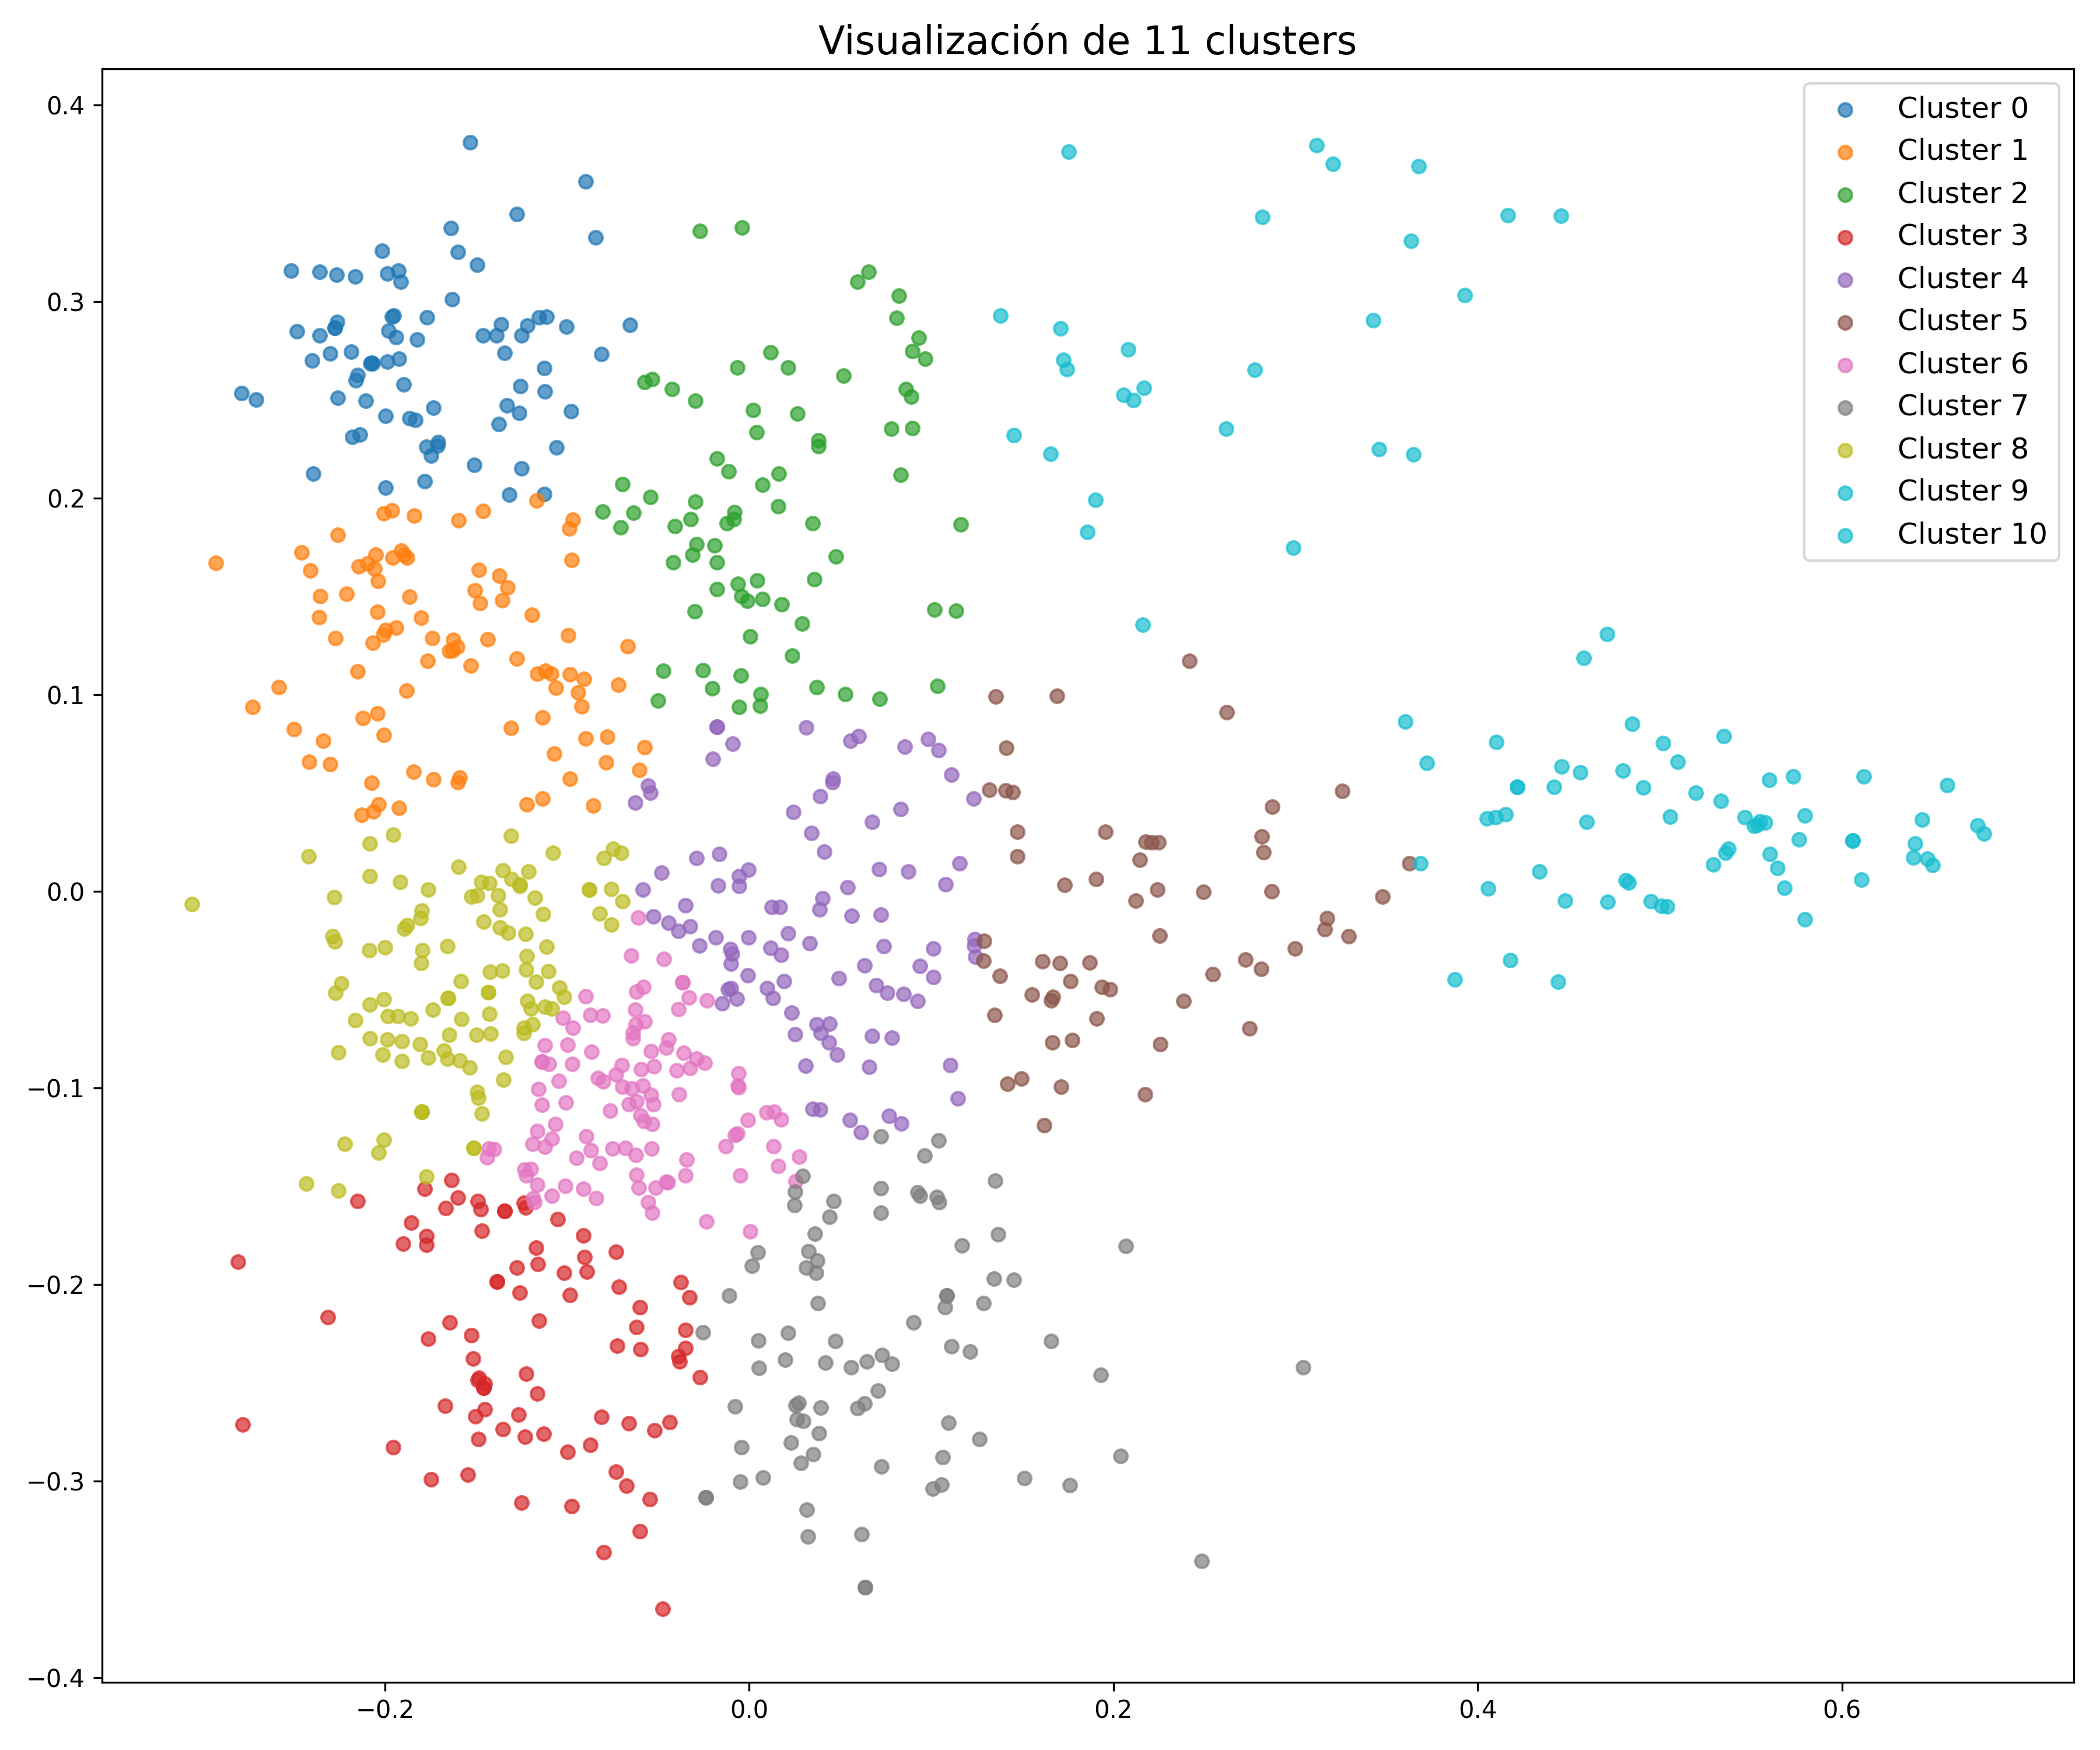 Visualización de 11 clusters
0.4
0.3
0.2
0.1
0.0
−0.1
−0.2
−0.3
−0.4
−0.2
0.0
0.2
0.4
0.6
Cluster 0
Cluster 1
Cluster 2
Cluster 3
Cluster 4
Cluster 5
Cluster 6
Cluster 7
Cluster 8
Cluster 9
Cluster 10